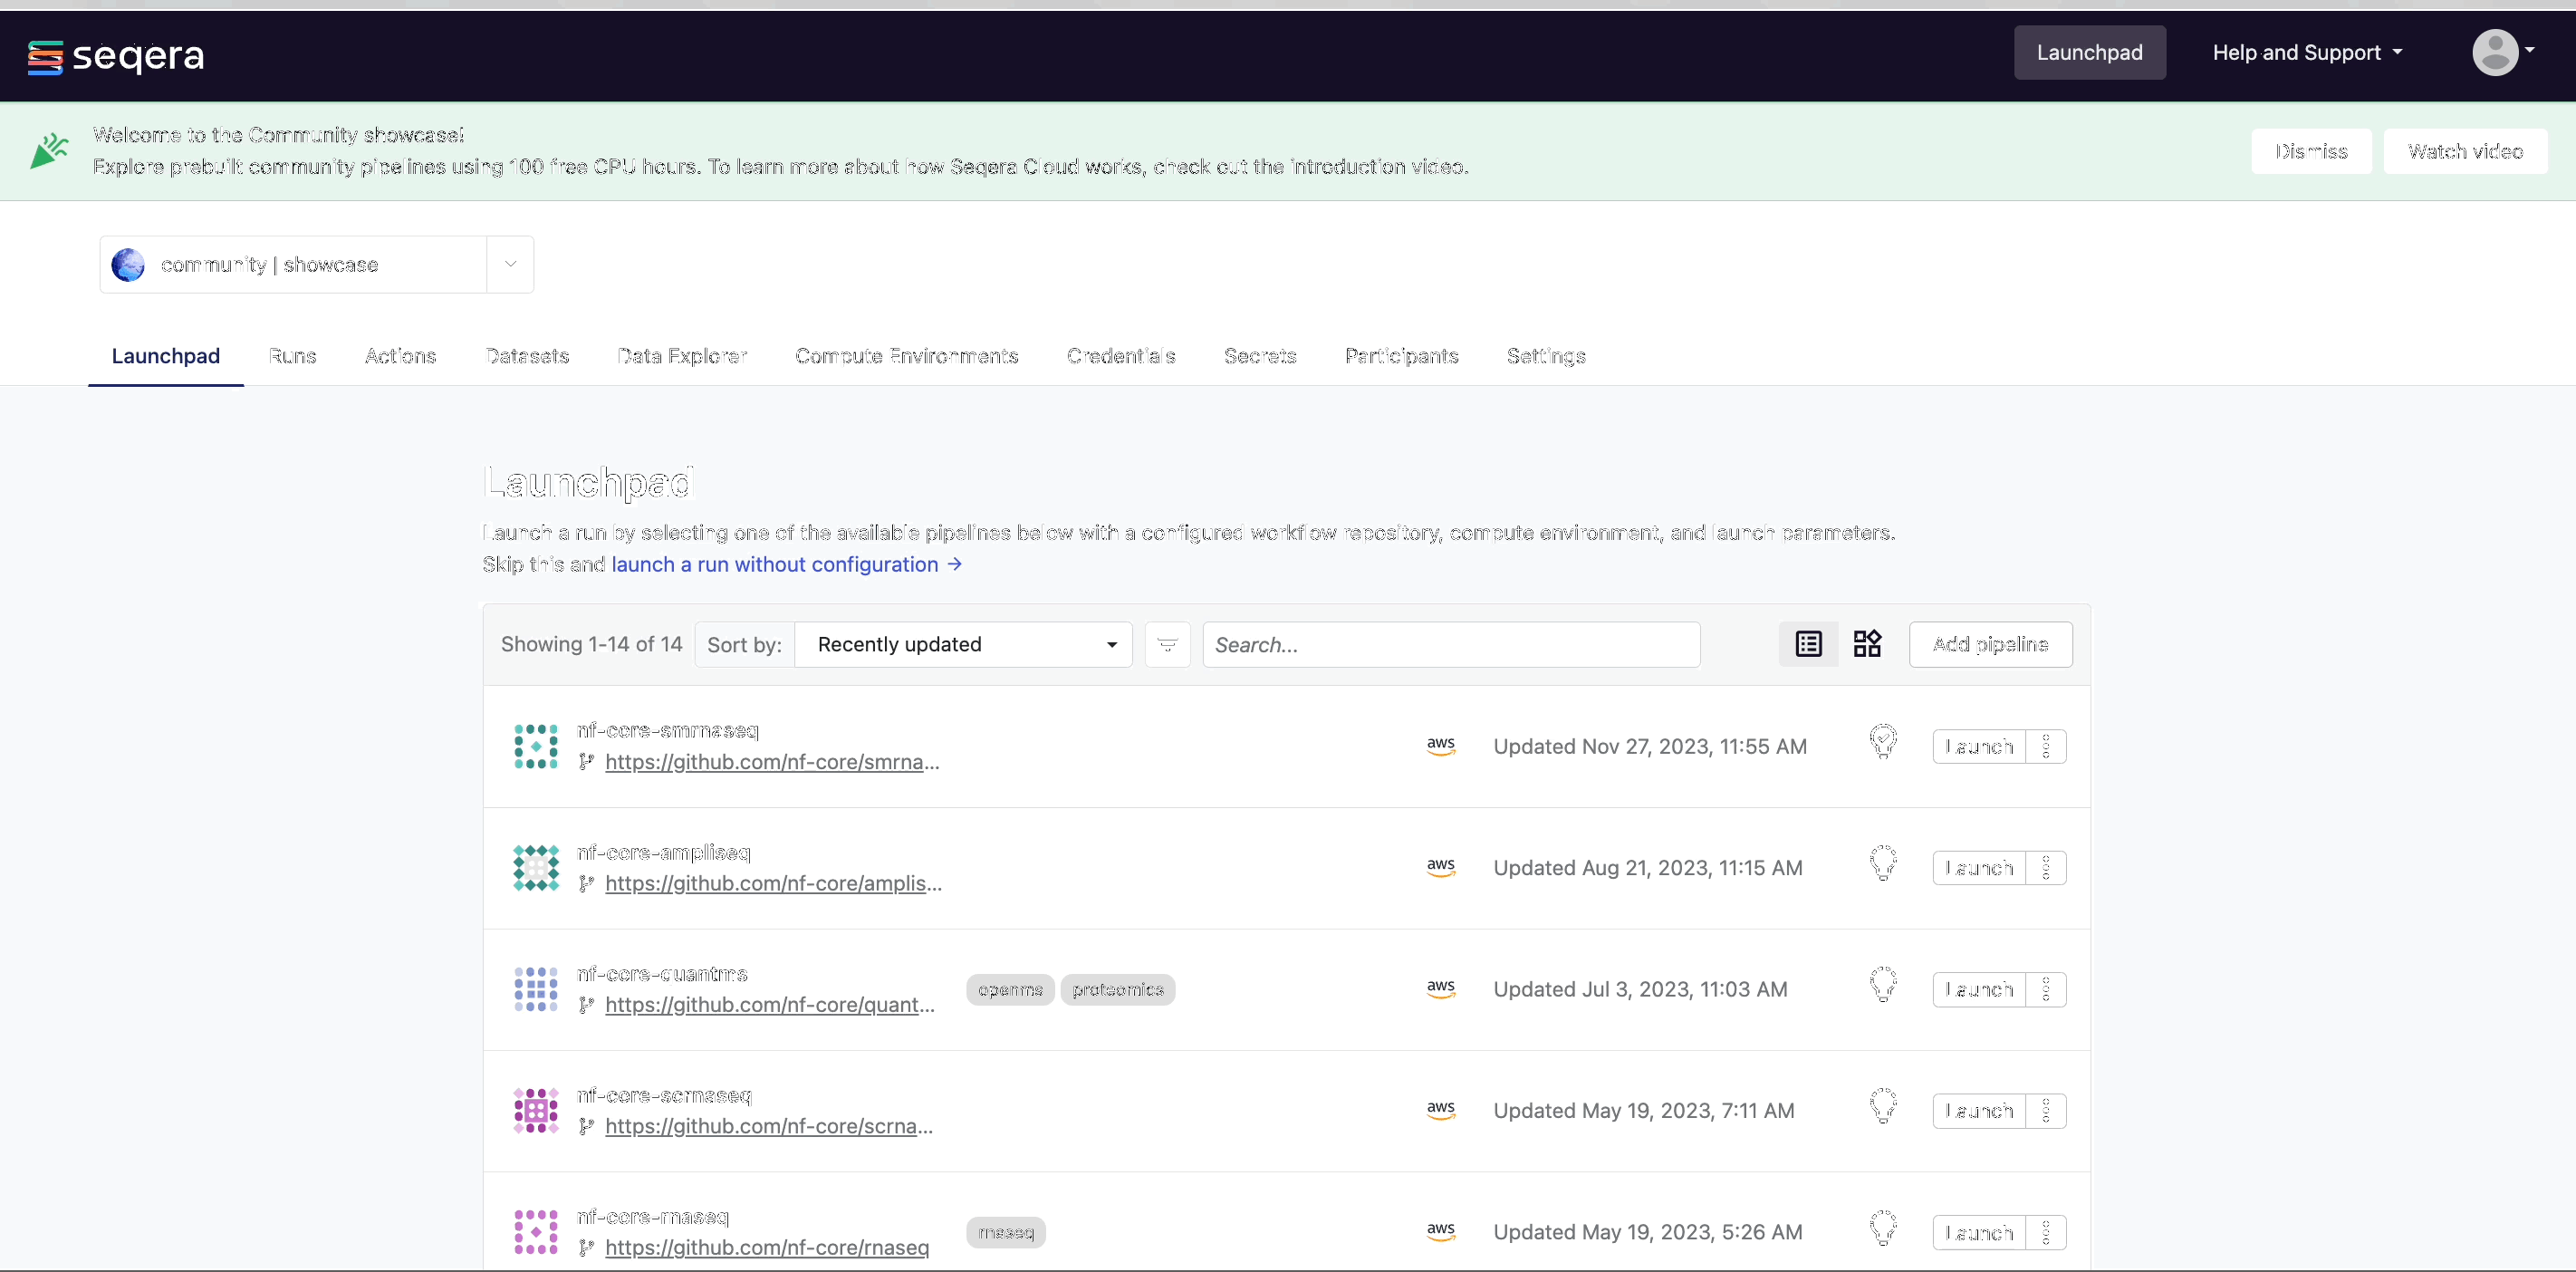 seqera
Launchpad
Help and Support
Welcome to the Community showcase!
Explore prebuilt community pipelines using 100 free CPU hours. To learn more about how Seqera Cloud works, check out the introduction video.
Dismiss
Watch video
community | showcase
Launchpad
Runs
Actions
Datasets
Data Explorer
Compute Environments
Credentials
Secrets
Participants
Settings
Launchpad
Launch a run by selecting one of the available pipelines below with a configured workflow repository, compute environment, and launch parameters.
Skip this and launch a run without configuration →
Showing 1-14 of 14
Sort by:
Recently updated
Search...
Add pipeline
nf-core-smrnaseq
https://github.com/nf-core/smrna...
aws
Updated Nov 27, 2023, 11:55 AM
Launch
nf-core-ampliseq
https://github.com/nf-core/amplis...
aws
Updated Aug 21, 2023, 11:15 AM
Launch
nf-core-quantms
https://github.com/nf-core/quant...
openms
proteomics
aws
Updated Jul 3, 2023, 11:03 AM
Launch
nf-core-scrnaseq
https://github.com/nf-core/scrna...
aws
Updated May 19, 2023, 7:11 AM
Launch
nf-core-rnaseq
https://github.com/nf-core/rnaseq
rnaseq
aws
Updated May 19, 2023, 5:26 AM
Launch